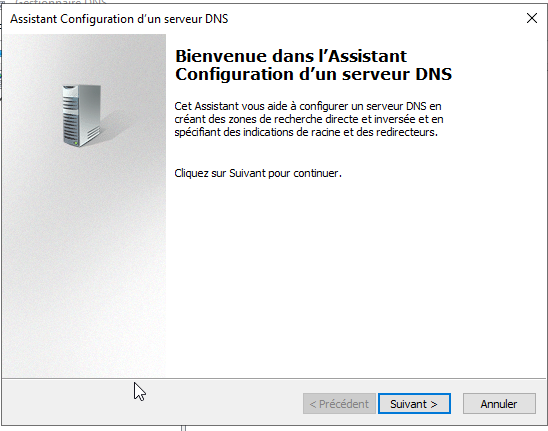 Gestionnaire DNS
Assistant Configuration d'un serveur DNS
Bienvenue dans l'Assistant
Configuration d'un serveur DNS
Cet Assistant vous aide à configurer un serveur DNS en
créant des zones de recherche directe et inversée et en
spécifiant des indications de racine et des redirecteurs.
Cliquez sur Suivant pour continuer.
< Précédent Suivant > Annuler